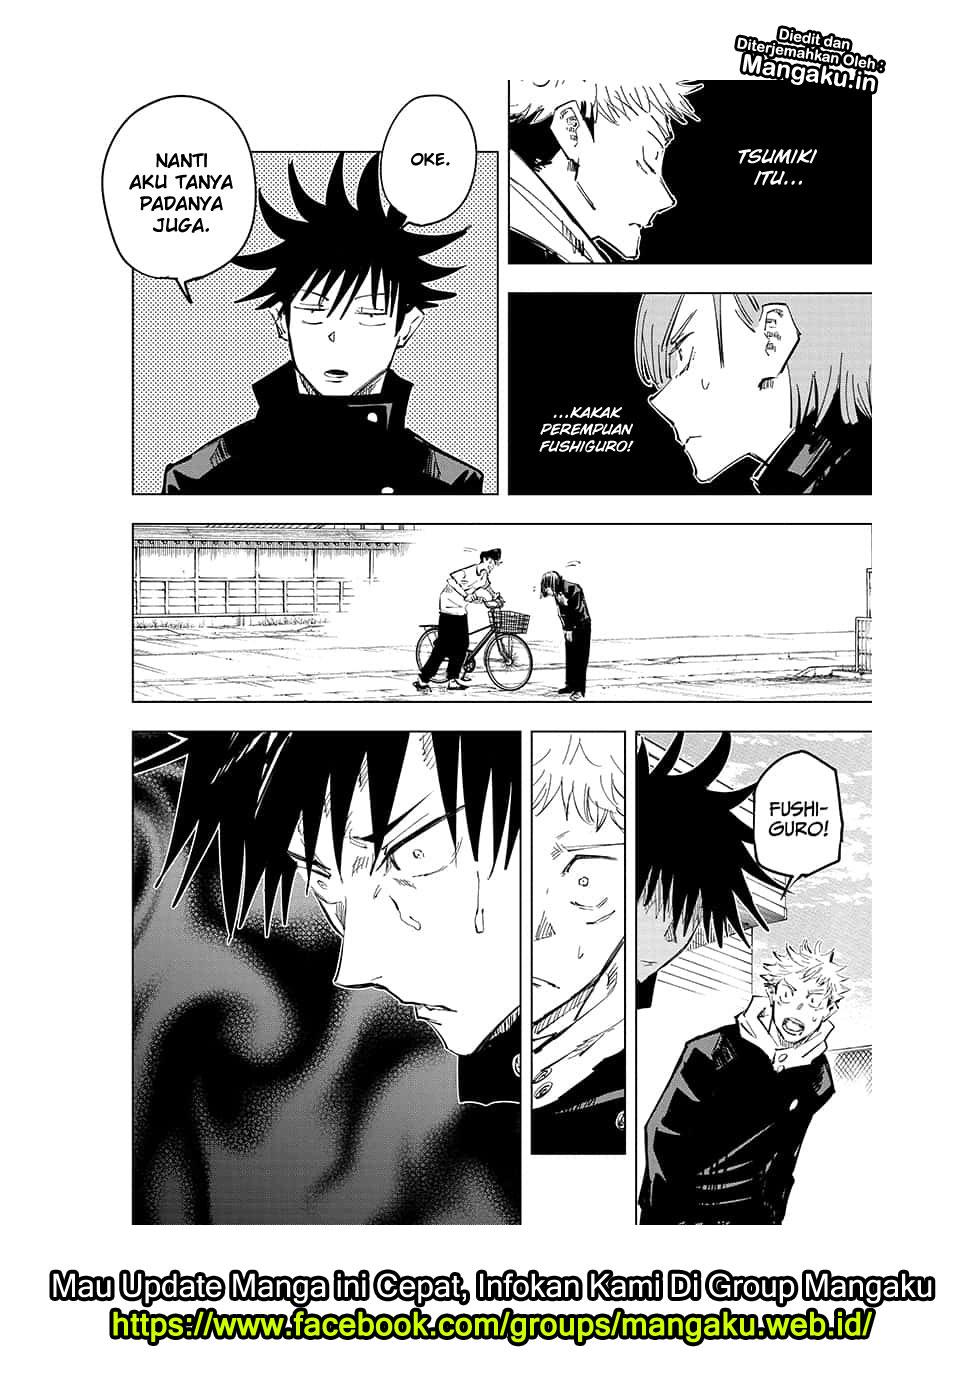 Diedit dan
Diterjemahkan Oleh :
Mangaku.in
TSUMIKI
ITU...
OKE.
NANTI
AKU TANYA
PADANYA
JUGA.
...KAKAK
PEREMPUAN
FUSHIGURO!
FUSHI-
GURO!
Mau Update Manga ini Cepat, Infokan Kami Di Group Mangaku
https://www.facebook.com/groups/mangaku.web.id/